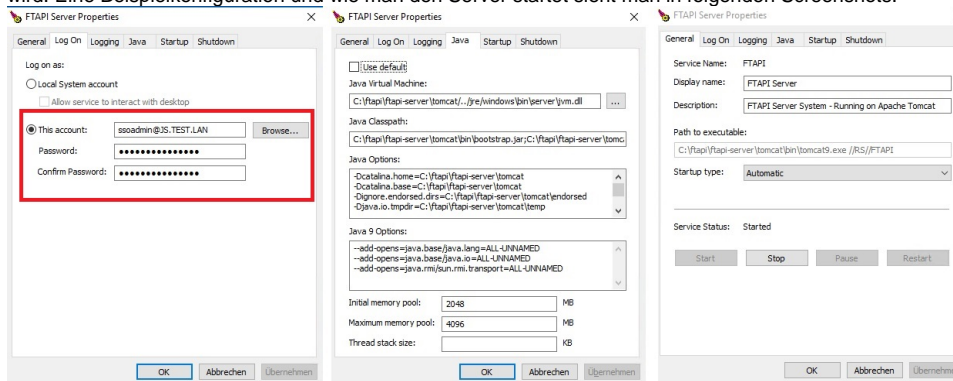 wird. Eine Beispielkonfiguration und wie man den Server startet sieht man in folgenden Screenshots.
FTAPI Server Properties
General Log On Logging Java Startup Shutdown
Log on as:
Local System account
Allow service to interact with desktop
This account: ssoadmin@JS.TEST.LAN Browse...
Password: ●●●●●●●●●●●●●●●
Confirm Password: ●●●●●●●●●●●●●●●
OK Abbrechen Übernehmen
FTAPI Server Properties
General Log On Logging Java Startup Shutdown
Use default
Java Virtual Machine:
C:\ftapi\ftapi-server\tomcat/../jre/windows\bin\server\jvm.dll ...
Java Classpath:
C:\ftapi\ftapi-server\tomcat\bin\bootstrap.jar;C:\ftapi\ftapi-server\tomc
Java Options:
-Dcatalina.home=C:\ftapi\ftapi-server\tomcat
-Dcatalina.base=C:\ftapi\ftapi-server\tomcat
-Dignore.endorsed.dirs=C:\ftapi\ftapi-server\tomcat\endorsed
-Djava.io.tmpdir=C:\ftapi\ftapi-server\tomcat\temp
Java 9 Options:
--add-opens=java.base/java.lang=ALL-UNNAMED
--add-opens=java.base/java.io=ALL-UNNAMED
--add-opens=java.rmi/sun.rmi.transport=ALL-UNNAMED
Initial memory pool: 2048 MB
Maximum memory pool: 4096 MB
Thread stack size: KB
OK Abbrechen Übernehmen
FTAPI Server Properties
General Log On Logging Java Startup Shutdown
Service Name: FTAPI
Display name: FTAPI Server
Description: FTAPI Server System - Running on Apache Tomcat
Path to executable:
C:\ftapi\ftapi-server\tomcat\bin\tomcat9.exe //RS//FTAPI
Startup type: Automatic
Service Status: Started
Start Stop Pause Restart
OK Abbrechen Übernehme